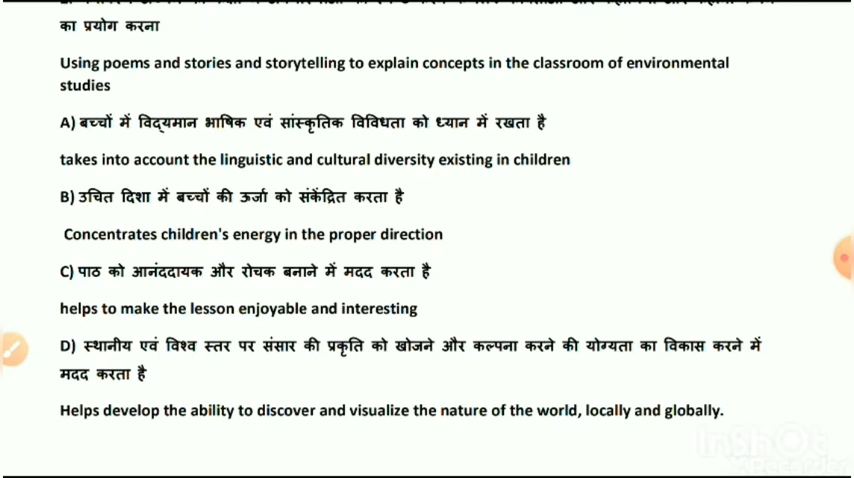 का प्रयोग करना
Using poems and stories and storytelling to explain concepts in the classroom of environmental
studies
A) बच्चों में विद्यमान भाषिक एवं सांस्कृतिक विविधता को ध्यान में रखता है
takes into account the linguistic and cultural diversity existing in children
B) उचित दिशा में बच्चों की ऊर्जा को संकेंद्रित करता है
Concentrates children's energy in the proper direction
C) पाठ को आनंददायक और रोचक बनाने में मदद करता है
helps to make the lesson enjoyable and interesting
D) स्थानीय एवं विश्व स्तर पर संसार की प्रकृति को खोजने और कल्पना करने की योग्यता का विकास करने में
मदद करता है
Helps develop the ability to discover and visualize the nature of the world, locally and globally.
InShOt
Recorder